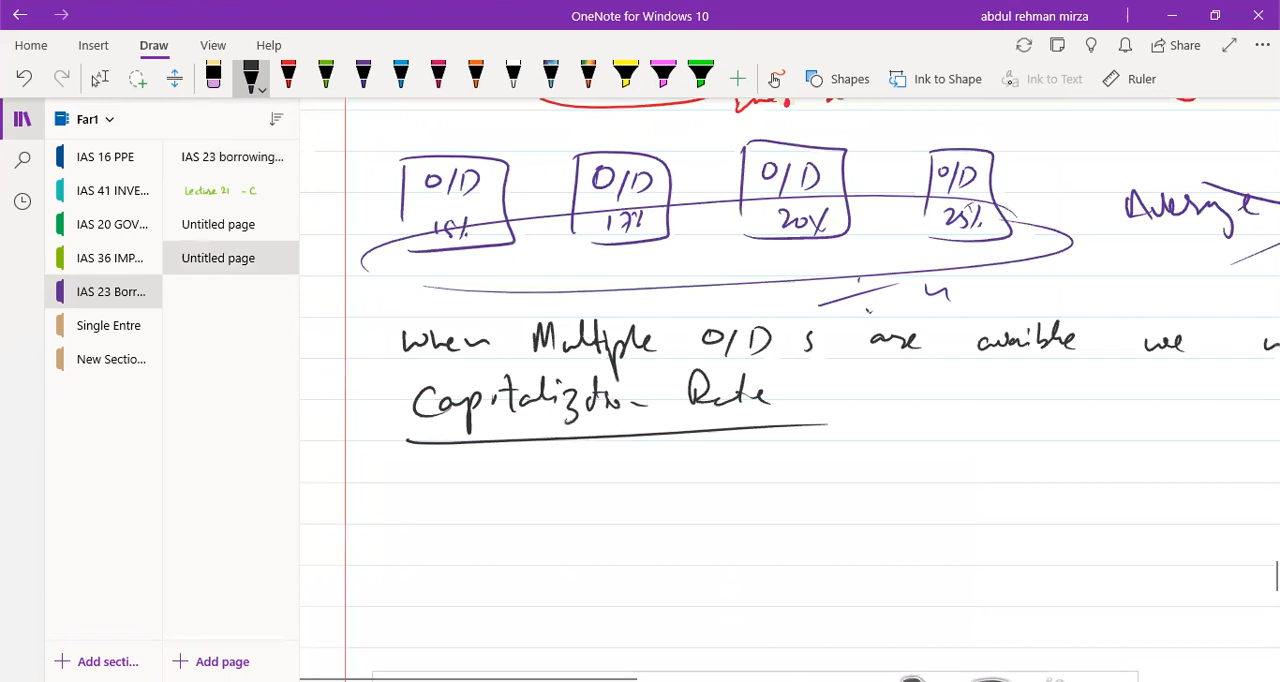 OneNote for Windows 10
abdul rehman mirza
Home Insert Draw View Help
Share
Shapes Ink to Shape Ink to Text Ruler
Far1
IAS 16 PPE
IAS 41 INVE...
IAS 20 GOV...
IAS 36 IMP...
IAS 23 Borr...
Single Entre
New Sectio...
IAS 23 borrowing...
Lecture 21 - C
Untitled page
Untitled page
O/D O/D O/D O/D
15% 17% 20% 25%
Average
4
when Multiple O/D s are avaible we
Capitalization Rate
Add secti...
Add page